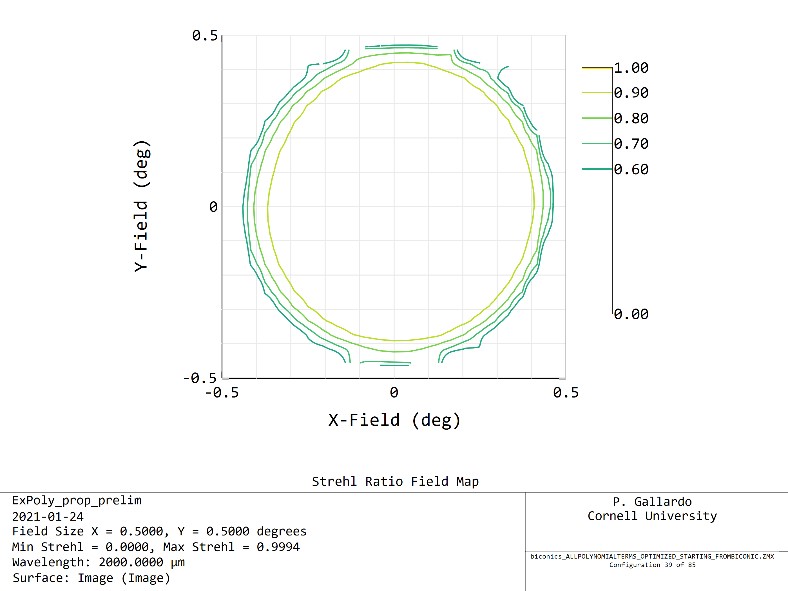 0.5
0
-0.5
-0.5
0
0.5
Y-Field (deg)
X-Field (deg)
1.00
0.90
0.80
0.70
0.60
0.00
Strehl Ratio Field Map
ExPoly_prop_prelim
2021-01-24
Field Size X = 0.5000, Y = 0.5000 degrees
Min Strehl = 0.0000, Max Strehl = 0.9994
Wavelength: 2000.0000 µm
Surface: Image (Image)
P. Gallardo
Cornell University
biconics_ALLPOLYNOMIALTERMS_OPTIMIZED_STARTING_FROMBICONIC.ZMX
Configuration 39 of 85